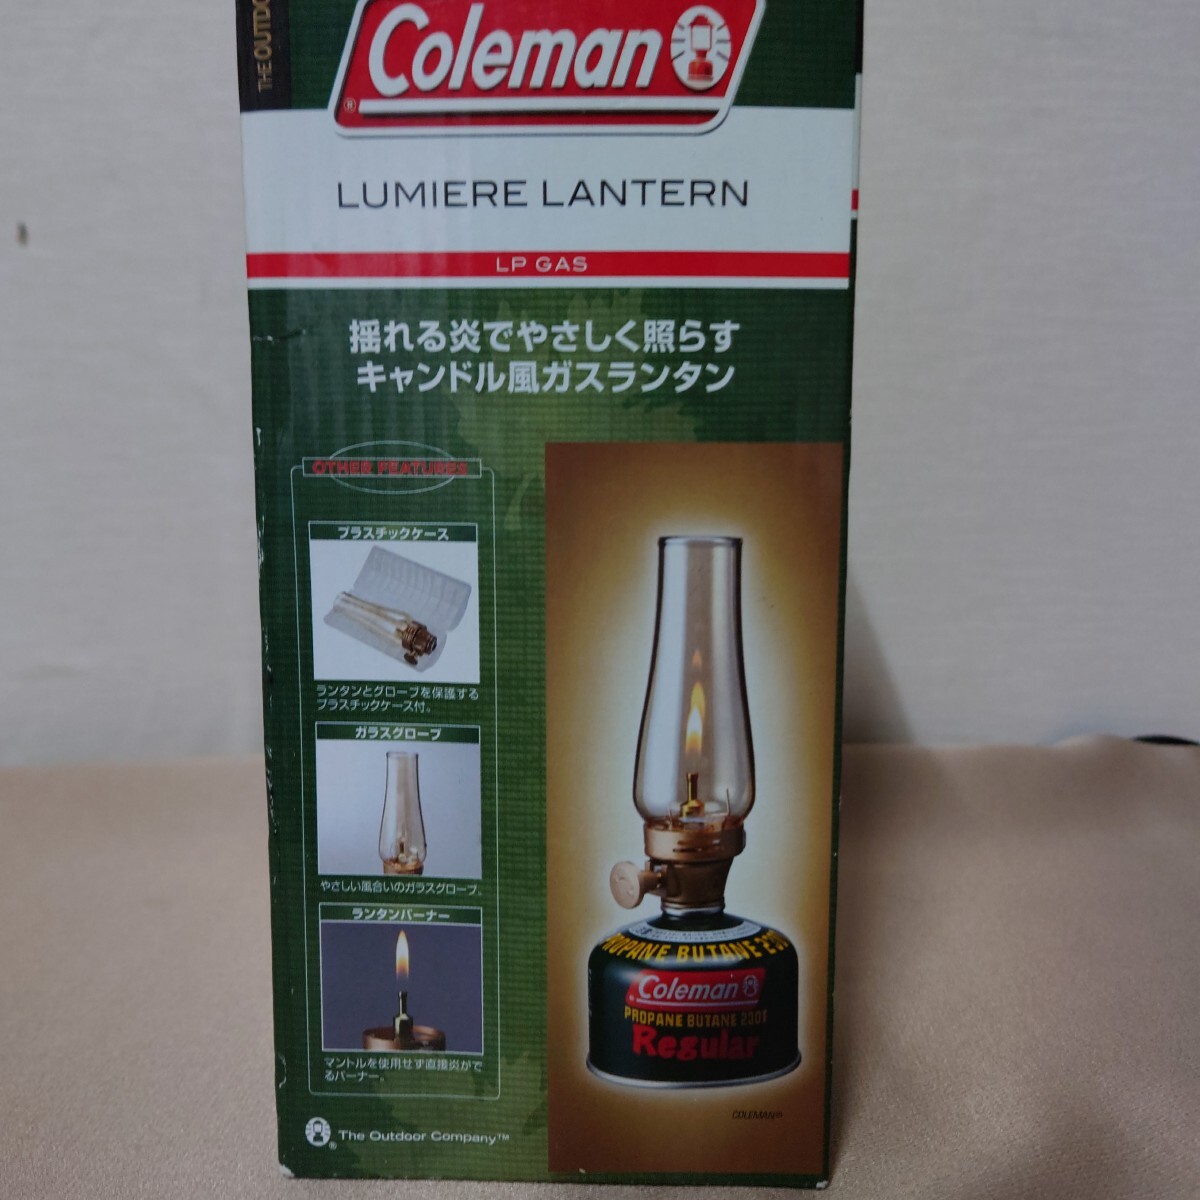 THE OUTDO
Coleman
®
LUMIERE LANTERN
LP GAS
揺れる炎でやさしく照らす
キャンドル風ガスランタン
OTHER FEATURES
プラスチックケース
ランタンとグローブを保護する
プラスチックケース付。
ガラスグローブ
やさしい風合いのガラスグローブ。
ランタンバーナー
マントルを使用せず直接炎がで
るバーナー。
PROPANE BUTANE 230T
Coleman
PROPANE BUTANE 230T
Regular
COLEMAN®
® The Outdoor Company™